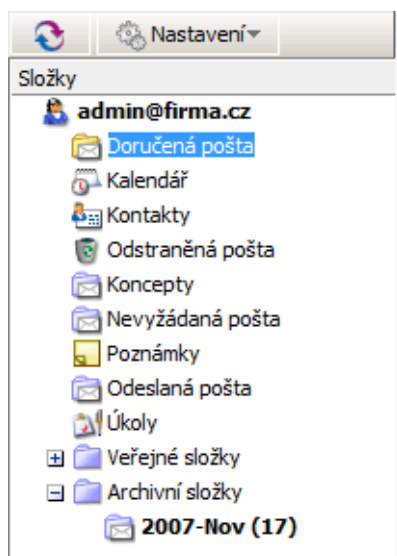 Nastavení
Složky
admin@firma.cz
Doručená pošta
Kalendář
Kontakty
Odstraněná pošta
Koncepty
Nevyžádaná pošta
Poznámky
Odeslaná pošta
Úkoly
Veřejné složky
Archivní složky
2007-Nov (17)